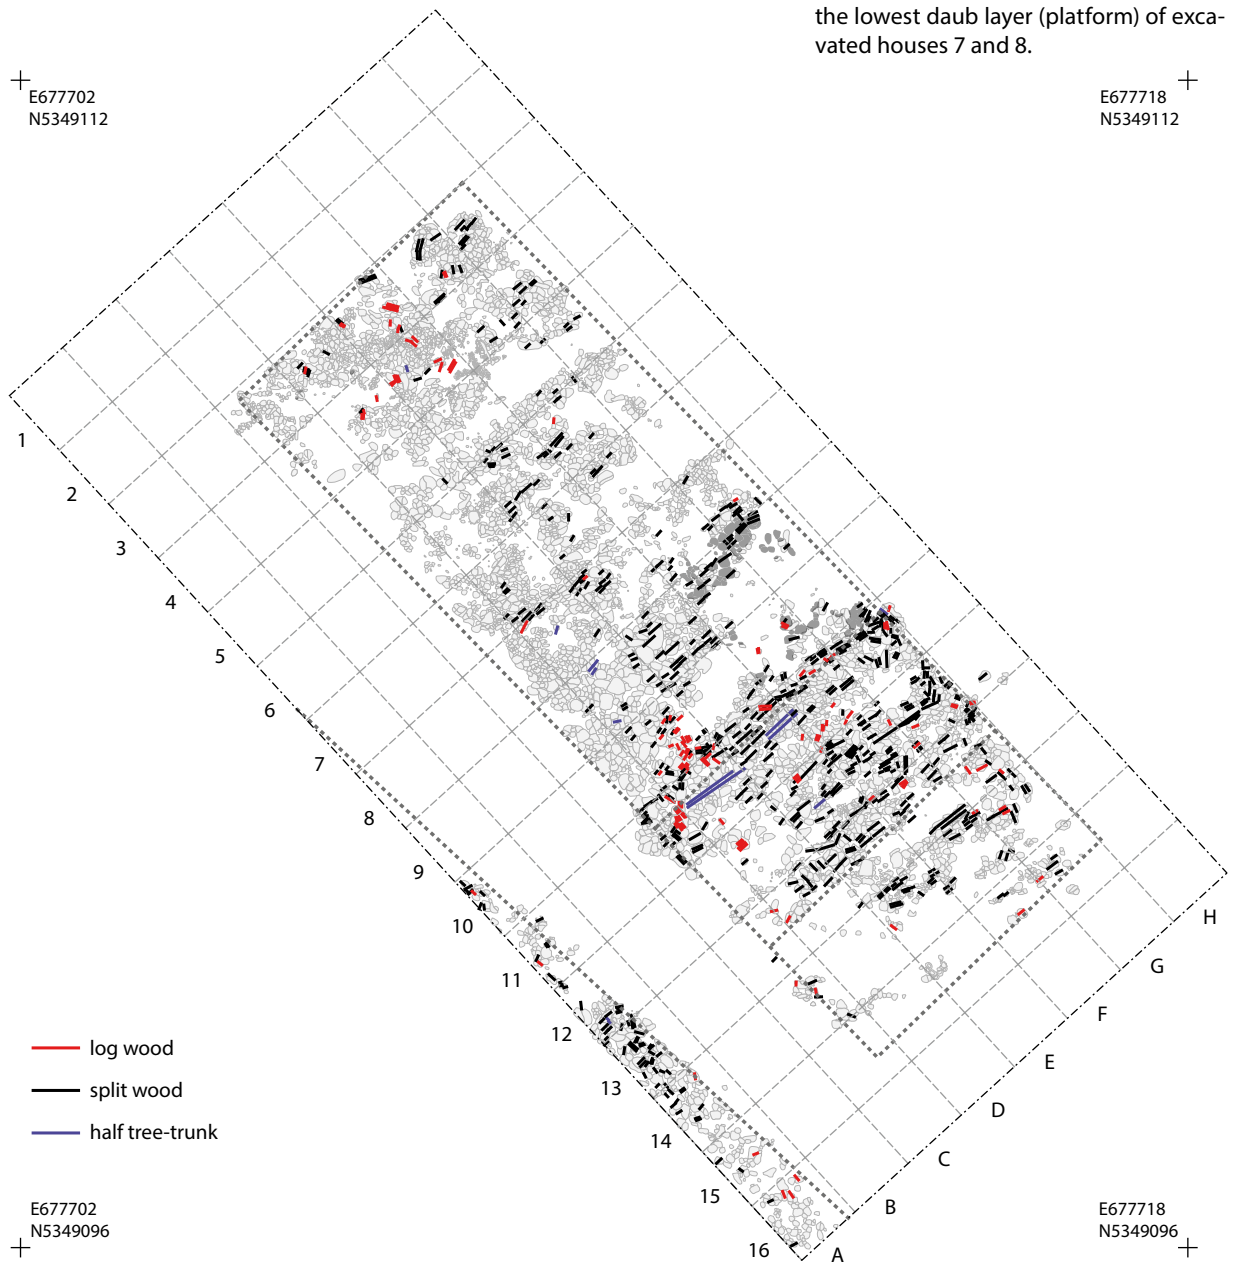 the lowest daub layer (platform) of exca-
vated houses 7 and 8.
E677702
N5349112
E677718
N5349112
1
2
3
4
5
6
7
8
9
10
11
12
13
14
15
16
A
B
C
D
E
F
G
H
log wood
split wood
half tree-trunk
E677702
N5349096
E677718
N5349096